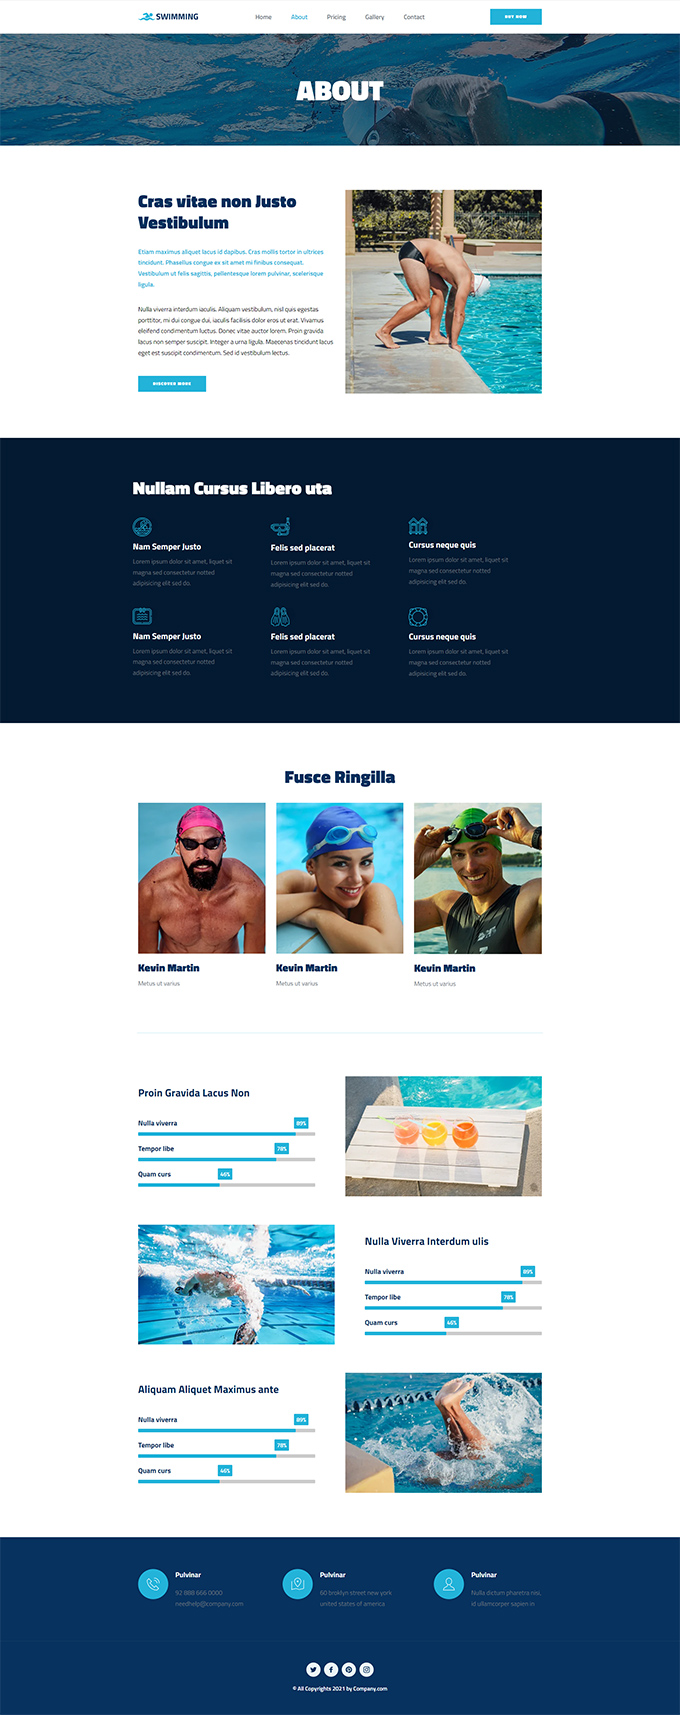 SWIMMING
Home
About
Pricing
Gallery
Contact
BUY NOW
ABOUT
Cras vitae non Justo
Vestibulum
Etiam maximus aliquet lacus id dapibus. Cras mollis tortor in ultrices
tincidunt. Phasellus congue ex sit amet mi finibus consequat.
Vestibulum ut felis sagittis, pellentesque lorem pulvinar, scelerisque
ligula.
Nulla viverra interdum iaculis. Aliquam vestibulum, nisl quis egestas
porttitor, mi dui congue dui, iaculis facilisis dolor eros ut erat. Vivamus
eleifend condimentum luctus. Donec vitae auctor lorem. Proin gravida
lacus non semper suscipit. Integer a urna ligula. Maecenas tincidunt lacus
eget est suscipit condimentum. Sed id vestibulum lectus.
DISCOVER MORE
Nullam Cursus Libero uta
Nam Semper Justo
Lorem ipsum dolor sit amet, liquet sit
magna sed consectetur notted
adipisicing elit sed do.
Felis sed placerat
Lorem ipsum dolor sit amet, liquet sit
magna sed consectetur notted
adipisicing elit sed do.
Cursus neque quis
Lorem ipsum dolor sit amet, liquet sit
magna sed consectetur notted
adipisicing elit sed do.
Nam Semper Justo
Lorem ipsum dolor sit amet, liquet sit
magna sed consectetur notted
adipisicing elit sed do.
Felis sed placerat
Lorem ipsum dolor sit amet, liquet sit
magna sed consectetur notted
adipisicing elit sed do.
Cursus neque quis
Lorem ipsum dolor sit amet, liquet sit
magna sed consectetur notted
adipisicing elit sed do.
Fusce Ringilla
Kevin Martin
Metus ut varius
Kevin Martin
Metus ut varius
Kevin Martin
Metus ut varius
Proin Gravida Lacus Non
Nulla viverra
89%
Tempor libe
78%
Quam curs
46%
Nulla Viverra Interdum ulis
Nulla viverra
89%
Tempor libe
78%
Quam curs
46%
Aliquam Aliquet Maximus ante
Nulla viverra
89%
Tempor libe
78%
Quam curs
46%
Pulvinar
92 888 666 0000
needhelp@company.com
Pulvinar
60 broklyn street new york
united states of america
Pulvinar
Nulla dictum pharetra nisl,
id ullamcorper sapien in
© All Copyrights 2021 by Company.com